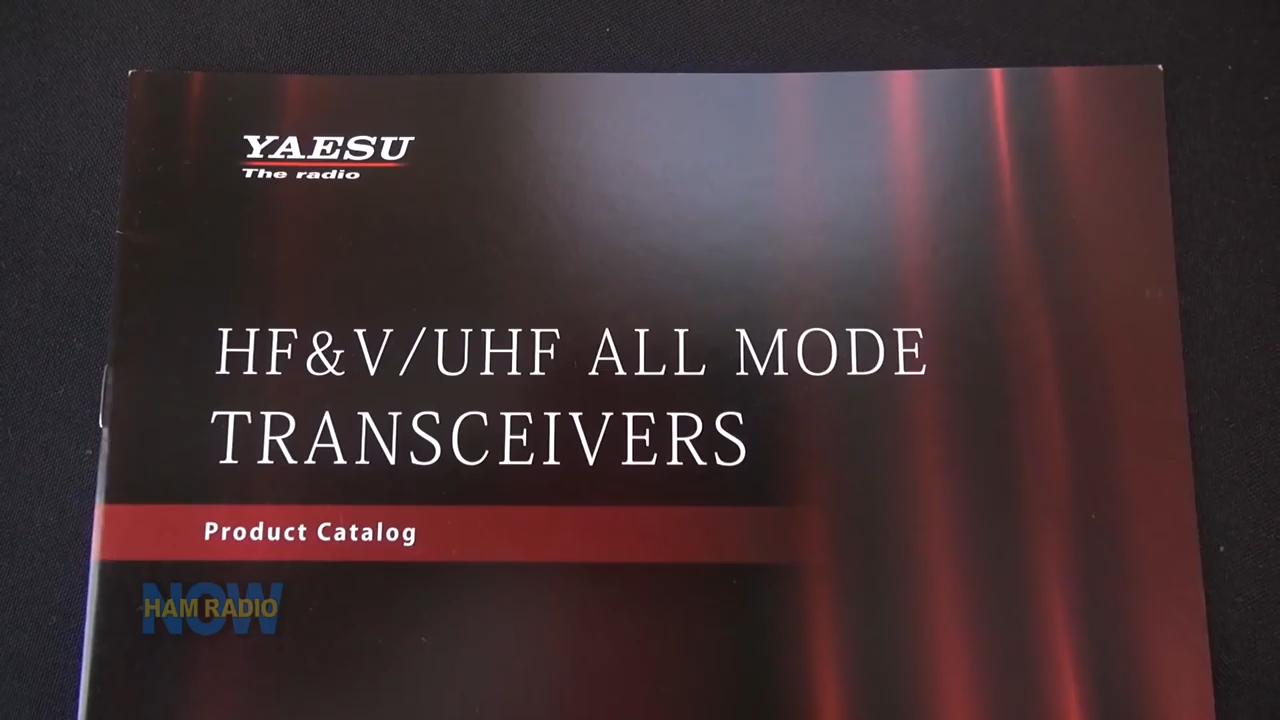 YAESU
The radio
HF&V/UHF ALL MODE
TRANSCEIVERS
Product Catalog
NOW
HAM RADIO